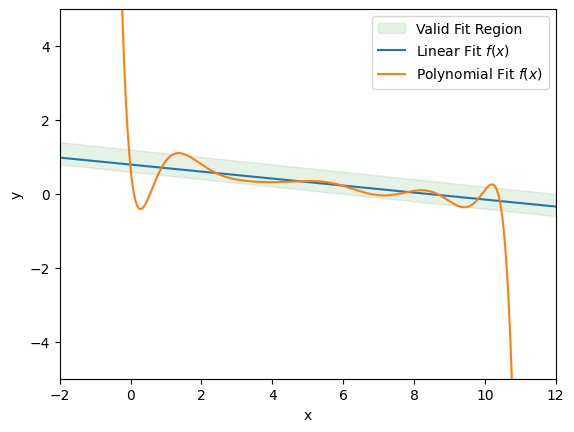 Valid Fit Region
Linear Fit f(x)
Polynomial Fit f(x)
4
2
0
−2
−4
y
−2 0 2 4 6 8 10 12
x